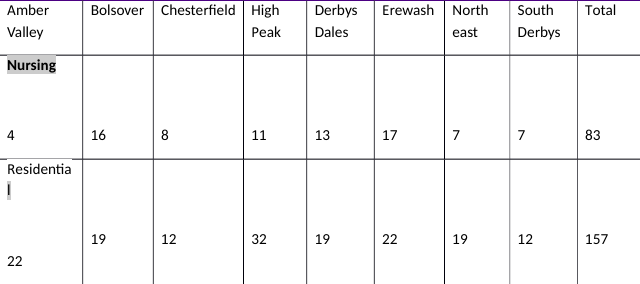 Amber Valley Bolsover Chesterfield High Peak Derbys Dales Erewash North east South Derbys Total
Nursing
4 16 8 11 13 17 7 7 83
Residentia
l
19 12 32 19 22 19 12 157
22